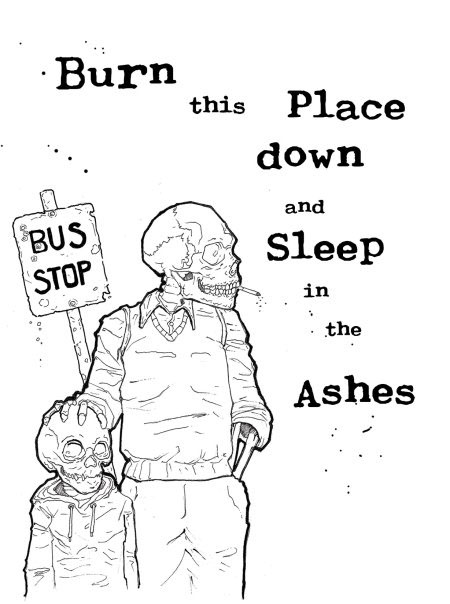 Burn
this Place
down
and
Sleep
in
the
Ashes
BUS
STOP